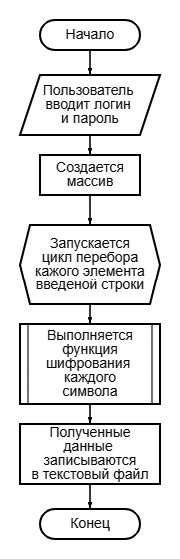 Начало
Пользователь
вводит логин
и пароль
Создается
массив
Запускается
цикл перебора
кажого элемента
введеной строки
Выполняется
функция
шифрования
каждого
символа
Полученные
данные
записываются
в текстовый файл
Конец